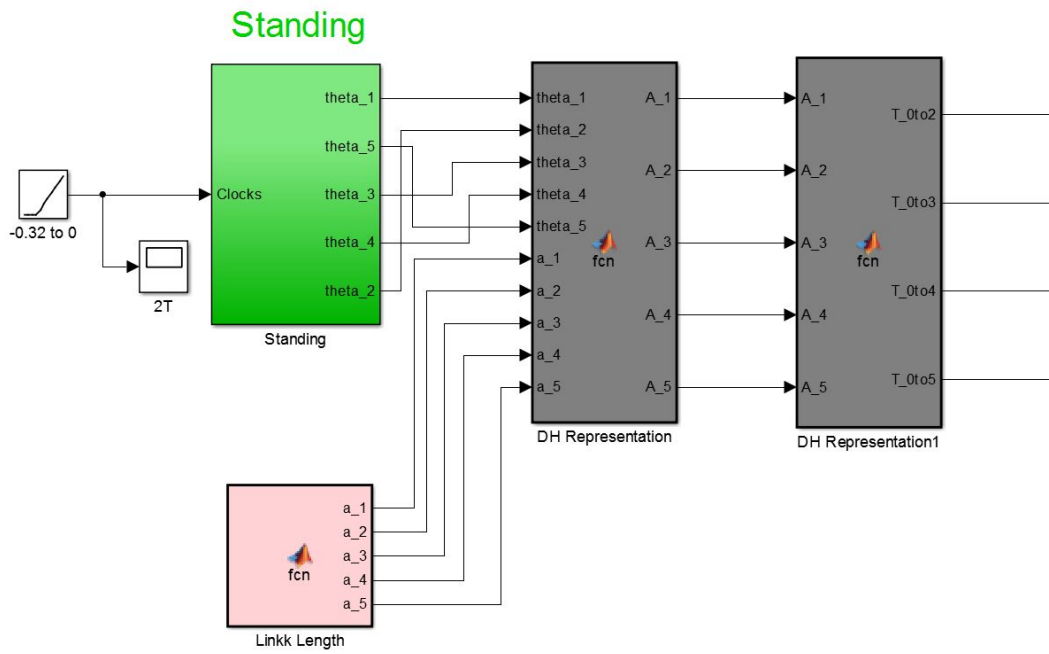 Standing
-0.32 to 0
2T
Clocks
theta_1
theta_5
theta_3
theta_4
theta_2
Standing
theta_1
theta_2
theta_3
theta_4
theta_5
a_1
a_2
a_3
a_4
a_5
fcn
A_1
A_2
A_3
A_4
A_5
DH Representation
A_1
A_2
A_3
A_4
A_5
fcn
T_0to2
T_0to3
T_0to4
T_0to5
DH Representation1
fcn
a_1
a_2
a_3
a_4
a_5
Linkk Length